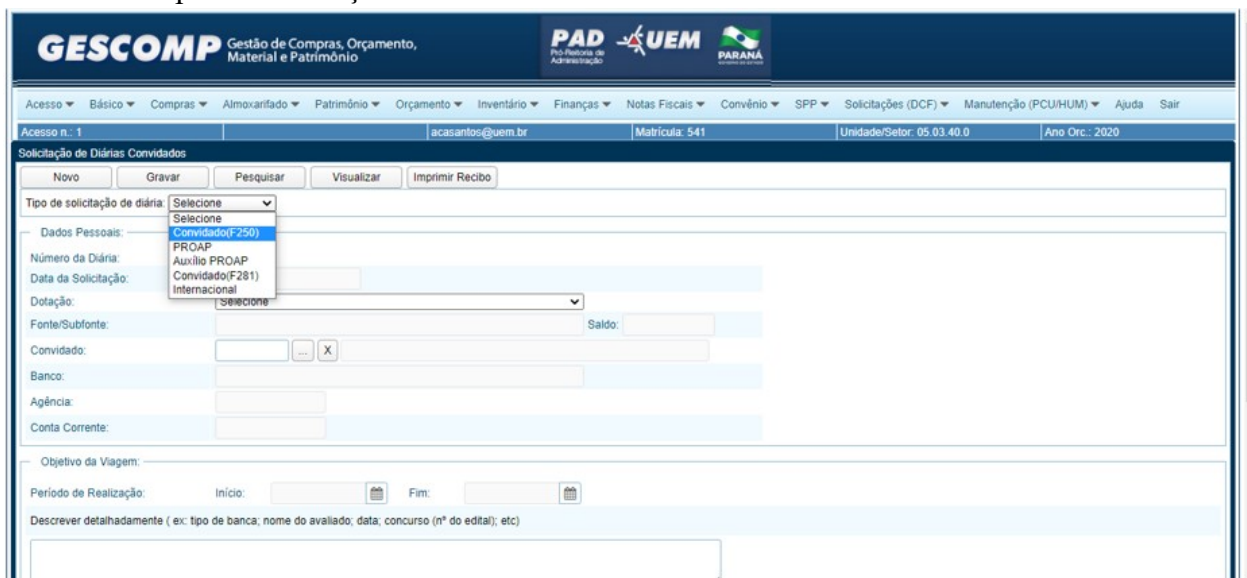 GESCOMP Gestão de Compras, Orçamento,
Material e Patrimônio
PAD
Pró-Reitoria de
Administração
UEM
PARANÁ
GOVERNO DO ESTADO
Acesso Básico Compras Almoxarifado Patrimônio Orçamento Inventário Finanças Notas Fiscais Convênio SPP Solicitações (DCF) Manutenção (PCU/HUM) Ajuda Sair
Acesso n.: 1 acasantos@uem.br Matrícula: 541 Unidade/Setor: 05.03.40.0 Ano Orc.: 2020
Solicitação de Diárias Convidados
Novo Gravar Pesquisar Visualizar Imprimir Recibo
Tipo de solicitação de diária: Selecione
Selecione
Convidado(F250)
PROAP
Auxílio PROAP
Convidado(F281)
Internacional
Dados Pessoais:
Número da Diária:
Data da Solicitação:
Dotação: Selecione
Fonte/Subfonte: Saldo:
Convidado: ... X
Banco:
Agência:
Conta Corrente:
Objetivo da Viagem:
Período de Realização: Início: Fim:
Descrever detalhadamente ( ex: tipo de banca; nome do avaliado; data; concurso (nº do edital); etc)